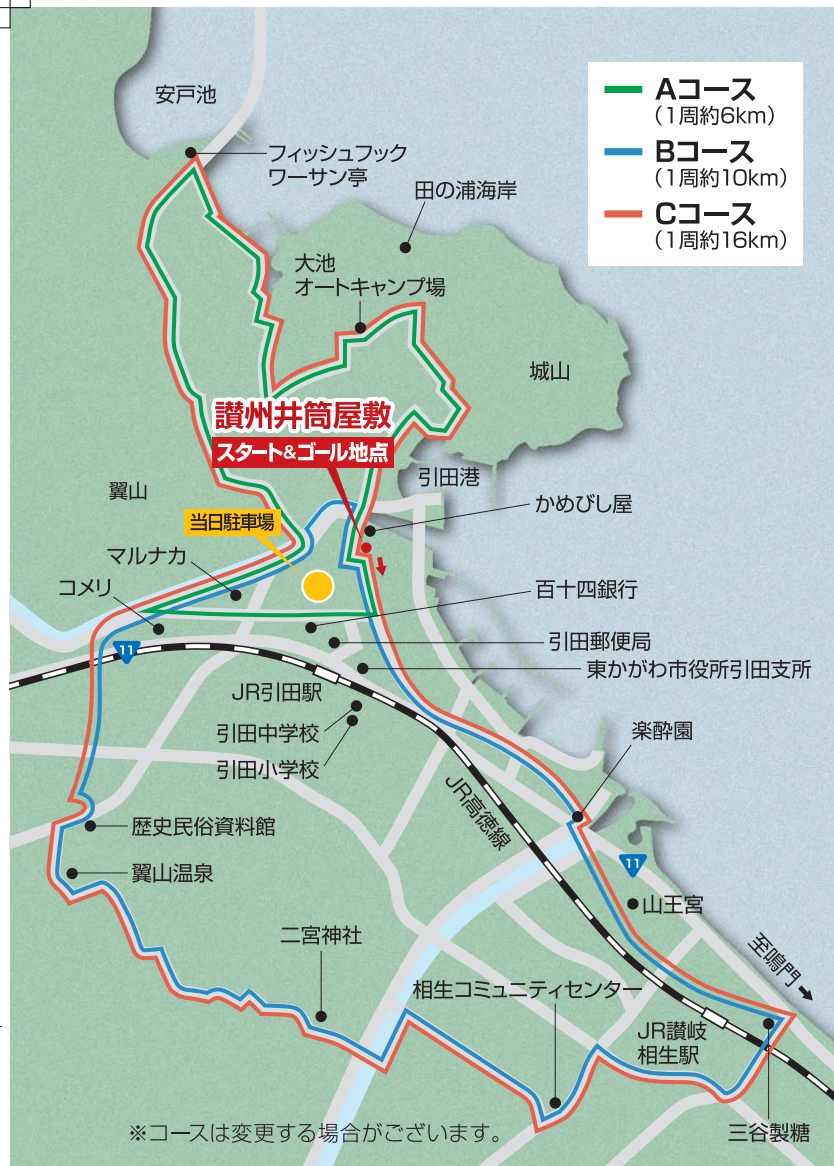 安戸池
Aコース
(1周約6km)
Bコース
(1周約10km)
Cコース
(1周約16km)
フィッシュフック
ワーサン亭
田の浦海岸
大池
オートキャンプ場
城山
讃州井筒屋敷
スタート&ゴール地点
引田港
翼山
かめびし屋
当日駐車場
マルナカ
コメリ
百十四銀行
11
引田郵便局
東かがわ市役所引田支所
JR引田駅
引田中学校
引田小学校
楽酔園
JR高徳線
歴史民俗資料館
11
翼山温泉
山王宮
二宮神社
至鳴門
相生コミュニティセンター
JR讃岐
相生駅
三谷製糖
※コースは変更する場合がございます。